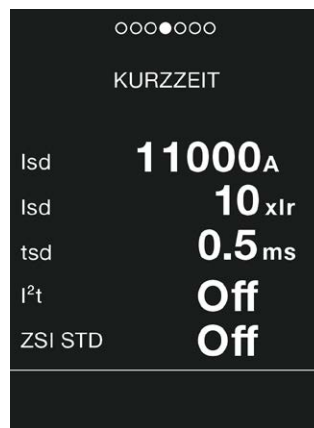 KURZZEIT
Isd 11000A
Isd 10 xIr
tsd 0.5 ms
I²t Off
ZSI STD Off